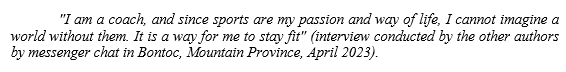 "I am a coach, and since sports are my passion and way of life, I cannot imagine a
world without them. It is a way for me to stay fit" (interview conducted by the other authors
by messenger chat in Bontoc, Mountain Province, April 2023).